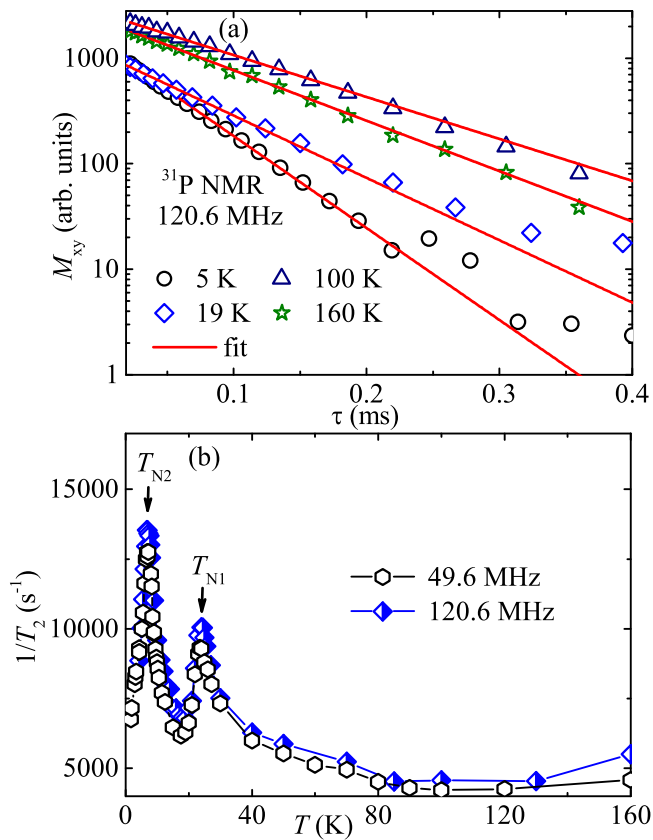 (a)
1000
100
10
1
M_xy (arb. units)
³¹P NMR
120.6 MHz
5 K
100 K
19 K
160 K
fit
0.1 0.2 0.3 0.4
τ (ms)
(b)
T_N2
T_N1
15000
10000
5000
1/T₂ (s⁻¹)
49.6 MHz
120.6 MHz
0 40 80 120 160
T (K)